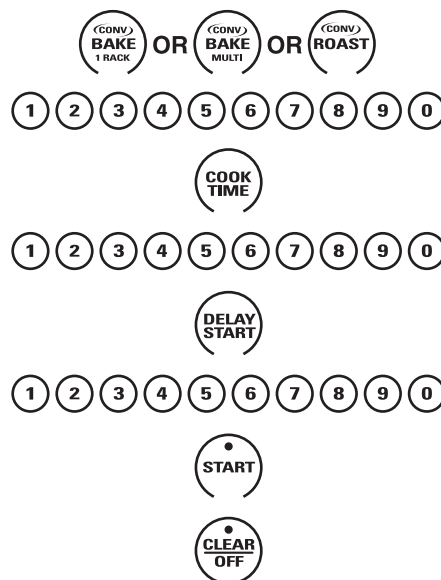 CONV BAKE 1 RACK OR CONV BAKE MULTI OR CONV ROAST
1 2 3 4 5 6 7 8 9 0
COOK
TIME
1 2 3 4 5 6 7 8 9 0
DELAY
START
1 2 3 4 5 6 7 8 9 0
START
CLEAR
OFF